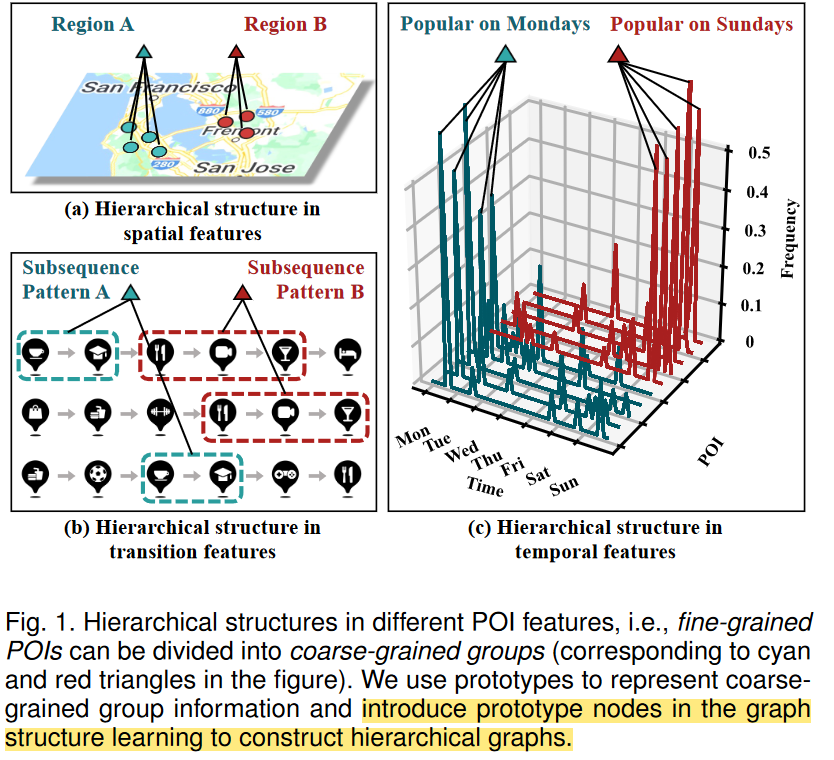 Region A
Region B
San Francisco
880
580
Fremont
280
San Jose
(a) Hierarchical structure in
spatial features
Subsequence
Pattern A
Subsequence
Pattern B
(b) Hierarchical structure in
transition features
Popular on Mondays
Popular on Sundays
0.5
0.4
0.3
0.2
0.1
0
Frequency
Mon
Tue
Wed
Thu
Fri
Sat
Sun
Time
POI
(c) Hierarchical structure in
temporal features
Fig. 1. Hierarchical structures in different POI features, i.e., fine-grained
POIs can be divided into coarse-grained groups (corresponding to cyan
and red triangles in the figure). We use prototypes to represent coarse-
grained group information and introduce prototype nodes in the graph
structure learning to construct hierarchical graphs.